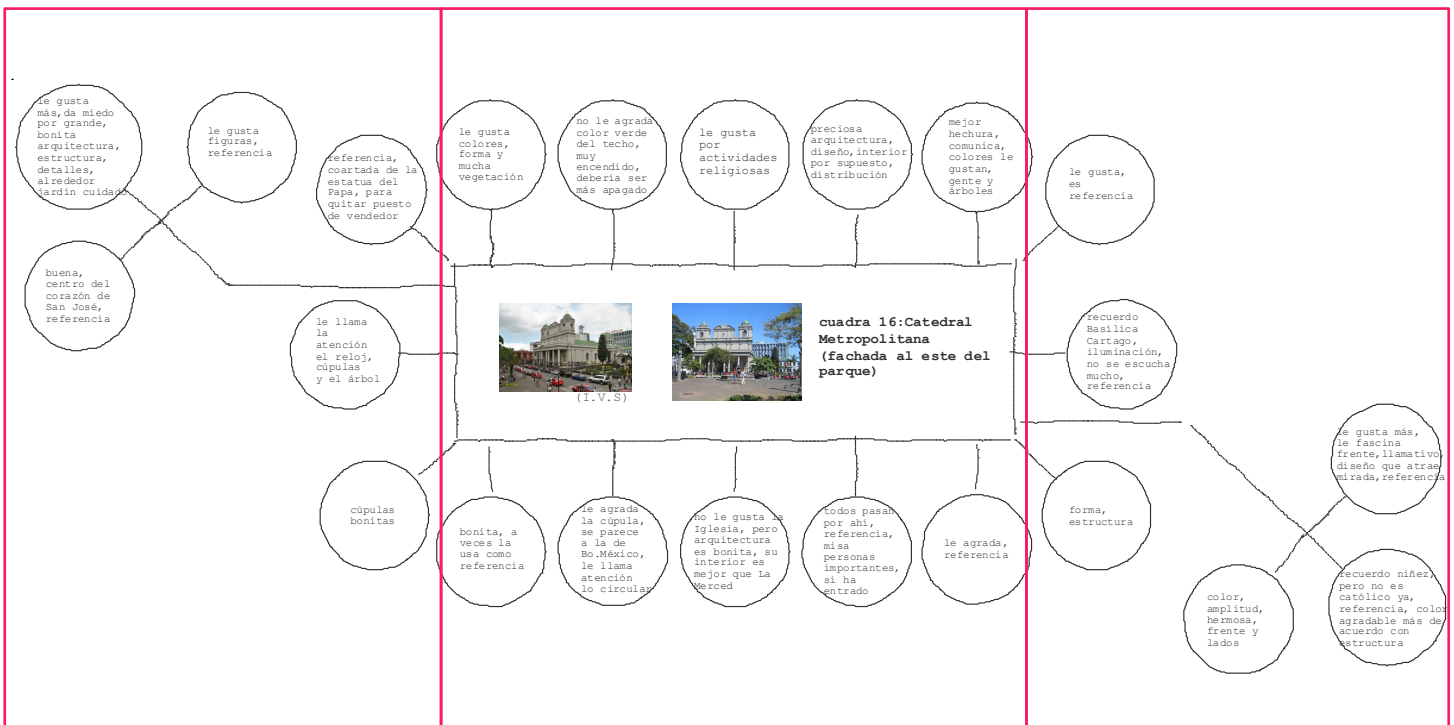 le gusta
más,da miedo
por grande,
bonita
arquitectura,
estructura,
detalles,
alrededor
jardín cuidado
le gusta
figuras,
referencia
referencia,
coartada de la
estatua del
Papa, para
quitar puesto
de vendedor
le gusta
colores,
forma y
mucha
vegetación
no le agrada
color verde
del techo,
muy
encendido,
debería ser
más apagado
le gusta
por
actividades
religiosas
preciosa
arquitectura,
diseño,interior
por supuesto,
distribución
mejor
hechura,
comunica,
colores le
gustan,
gente y
árboles
le gusta,
es
referencia
buena,
centro del
corazón de
San José,
referencia
le llama
la
atención
el reloj,
cúpulas
y el árbol
(I.V.S)
cuadra 16:Catedral
Metropolitana
(fachada al este del
parque)
recuerdo
Basílica
Cartago,
iluminación,
no se escucha
mucho,
referencia
le gusta más,
le fascina
frente,llamativo,
diseño que atrae
mirada,referencia
cúpulas
bonitas
bonita, a
veces la
usa como
referencia
le agrada
la cúpula,
se parece
a la de
Bo.México,
le llama
atención
lo circular
no le gusta la
Iglesia, pero
arquitectura
es bonita, su
interior es
mejor que La
Merced
todos pasan
por ahí,
referencia,
misa
personas
importantes,
sí ha
entrado
le agrada,
referencia
forma,
estructura
color,
amplitud,
hermosa,
frente y
lados
recuerdo niñez,
pero no es
católico ya,
referencia, color
agradable más de
acuerdo con
estructura